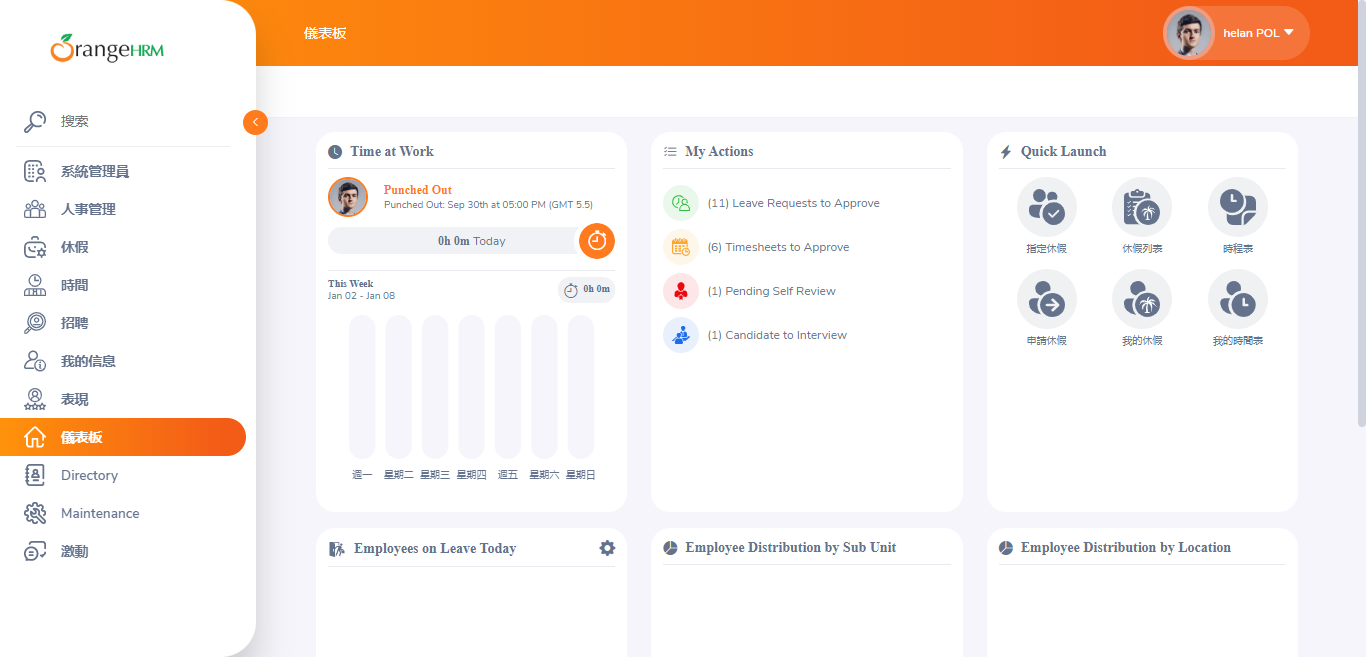 OrangeHRM
搜索
系統管理員
人事管理
休假
時間
招聘
我的信息
表現
儀表板
Directory
Maintenance
激動
儀表板
helan POL
Time at Work
Punched Out
Punched Out: Sep 30th at 05:00 PM (GMT 5.5)
0h 0m Today
This Week
Jan 02 - Jan 08
0h 0m
週一 星期二 星期三 星期四 週五 星期六 星期日
My Actions
(11) Leave Requests to Approve
(6) Timesheets to Approve
(1) Pending Self Review
(1) Candidate to Interview
Quick Launch
指定休假 休假列表 時程表
申請休假 我的休假 我的時間表
Employees on Leave Today
Employee Distribution by Sub Unit
Employee Distribution by Location